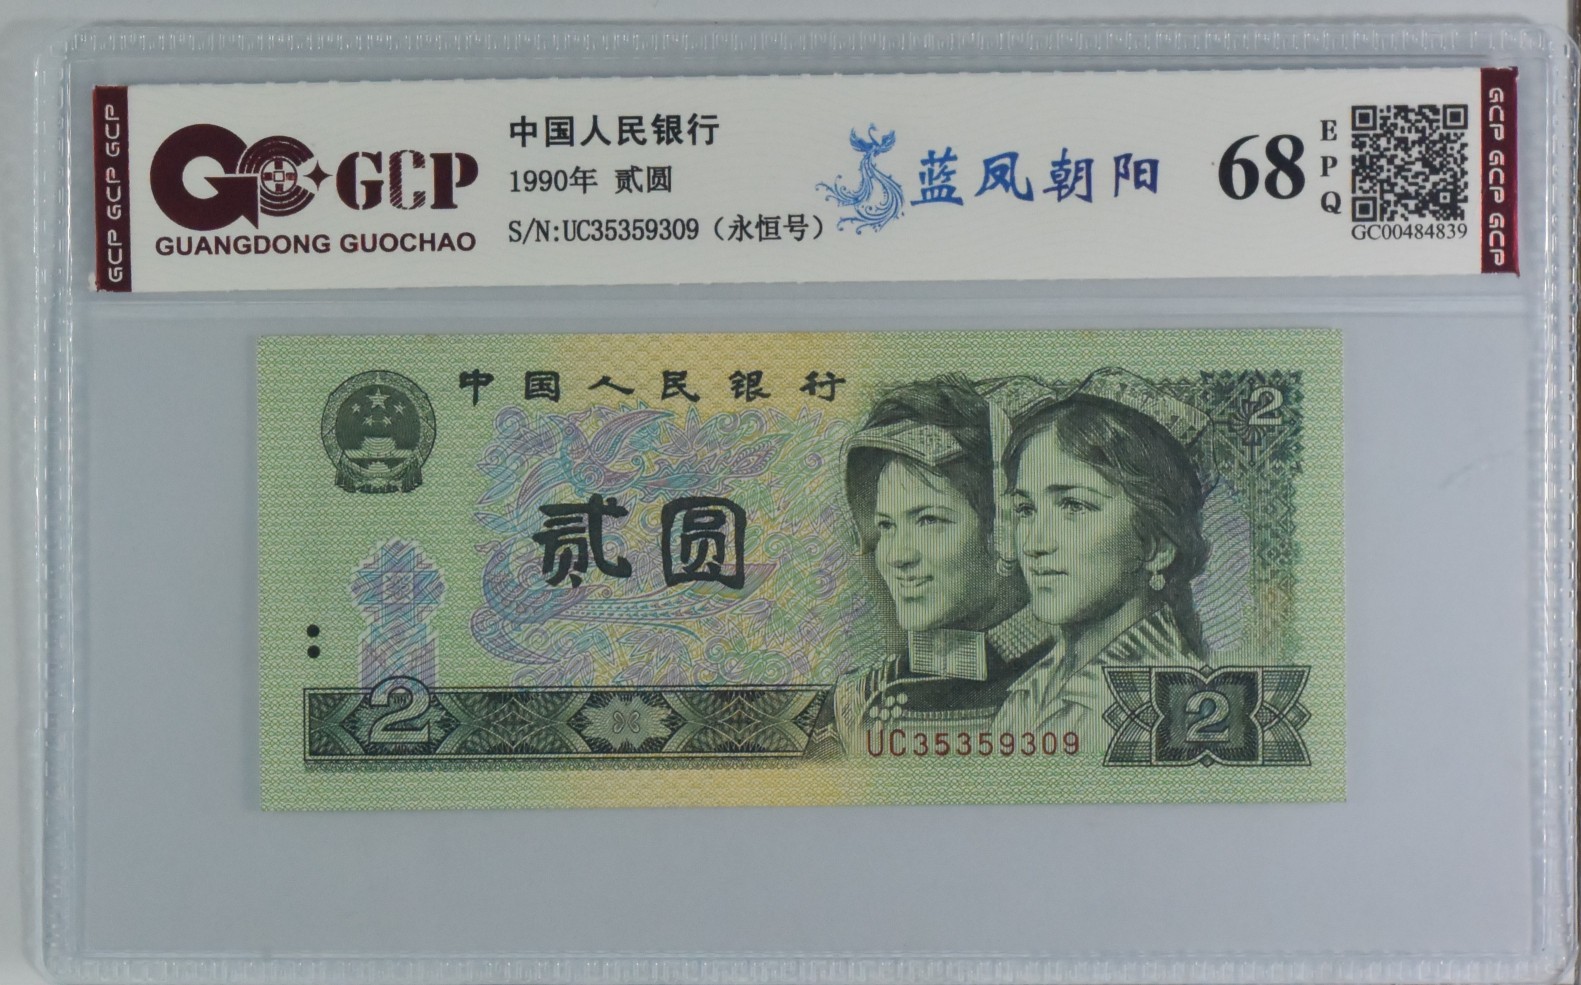 GCP GCP GCP
GCP
GUANGDONG GUOCHAO
中国人民银行
1990年 贰圆
S/N:UC35359309（永恒号）
蓝凤朝阳
68
EPQ
GC00484839
GCP GCP GCP
中国人民银行
2
贰圆
2
UC35359309
2